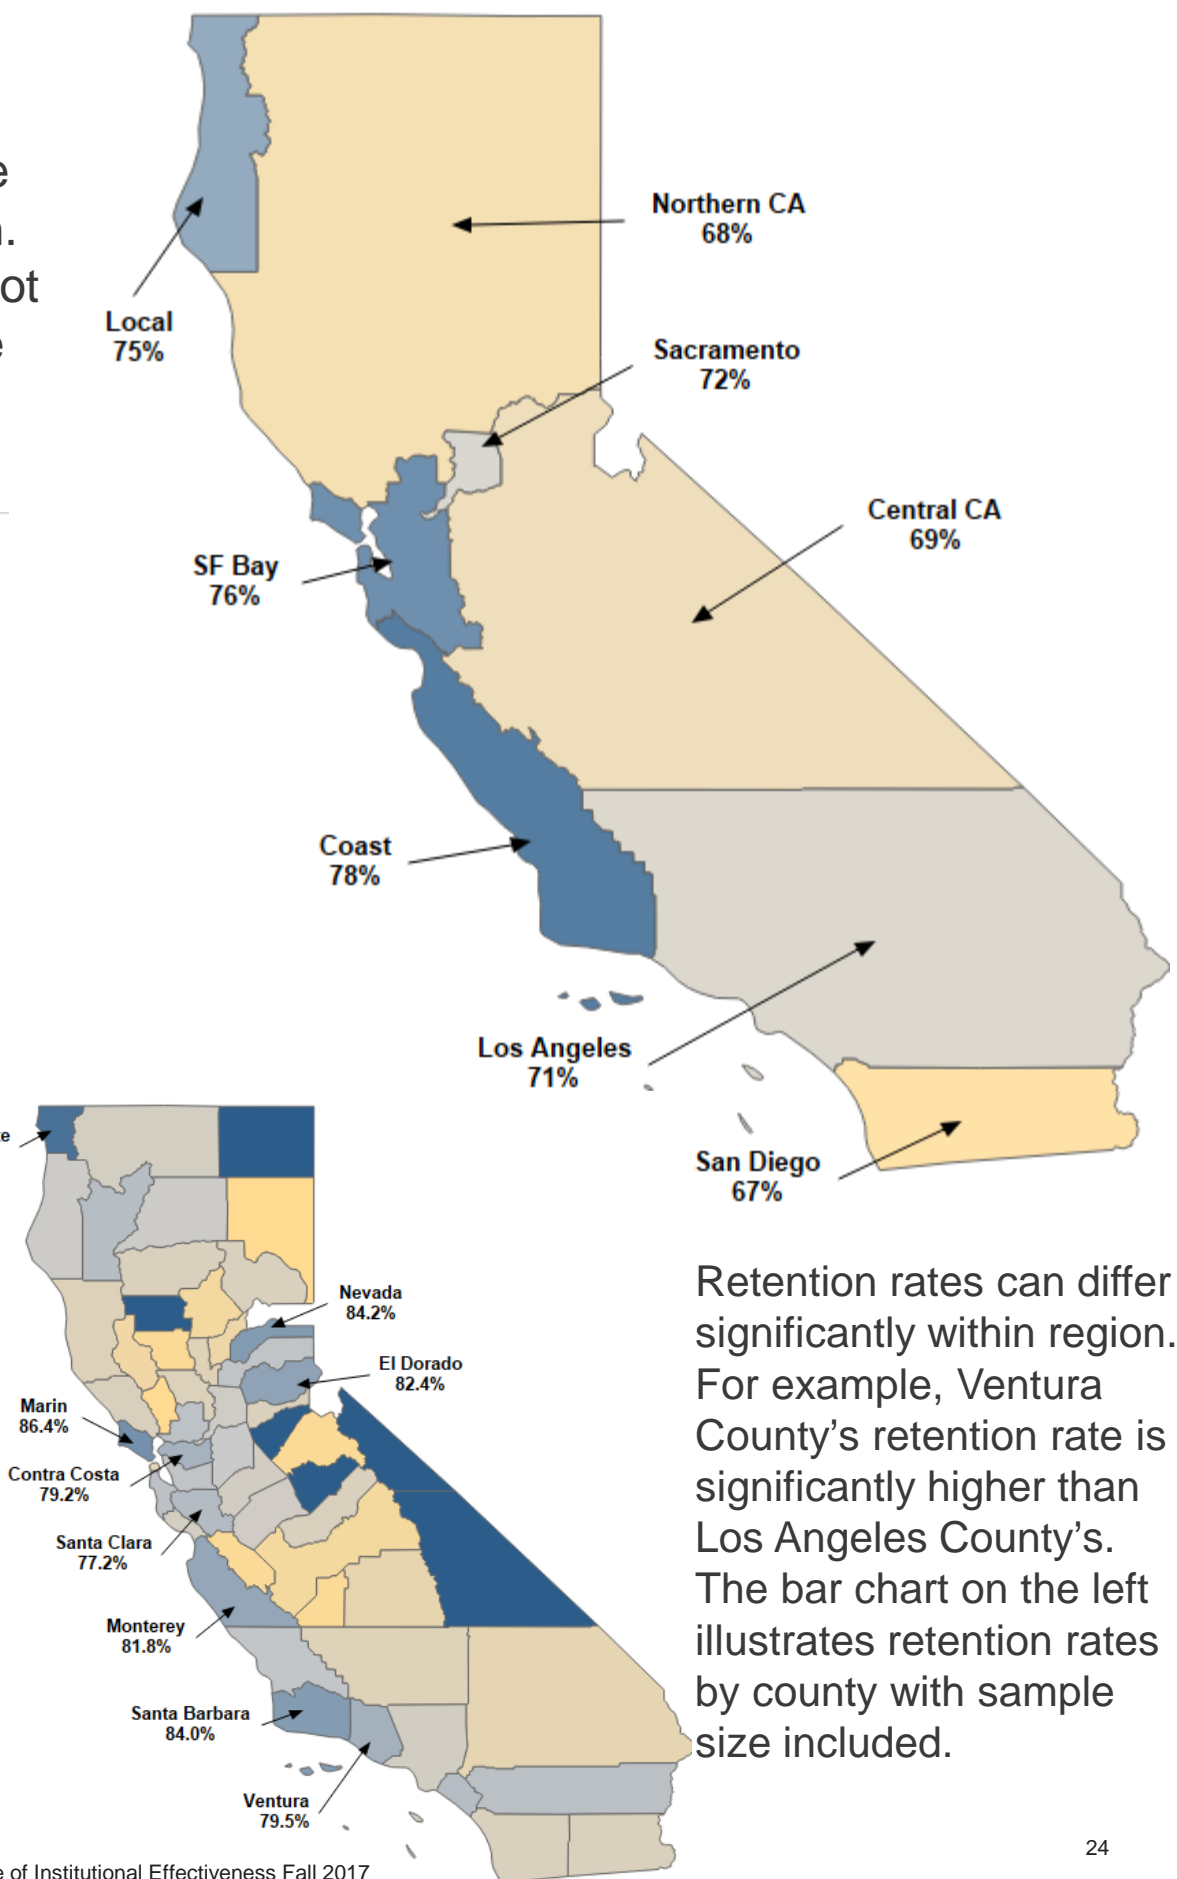 e
n.
ot
e
Northern CA
68%
Local
75%
Sacramento
72%
Central CA
69%
SF Bay
76%
Coast
78%
Los Angeles
71%
San Diego
67%
te
Nevada
84.2%
El Dorado
82.4%
Marin
86.4%
Contra Costa
79.2%
Santa Clara
77.2%
Monterey
81.8%
Santa Barbara
84.0%
Ventura
79.5%
Retention rates can differ
significantly within region.
For example, Ventura
County’s retention rate is
significantly higher than
Los Angeles County’s.
The bar chart on the left
illustrates retention rates
by county with sample
size included.
24
e of Institutional Effectiveness Fall 2017